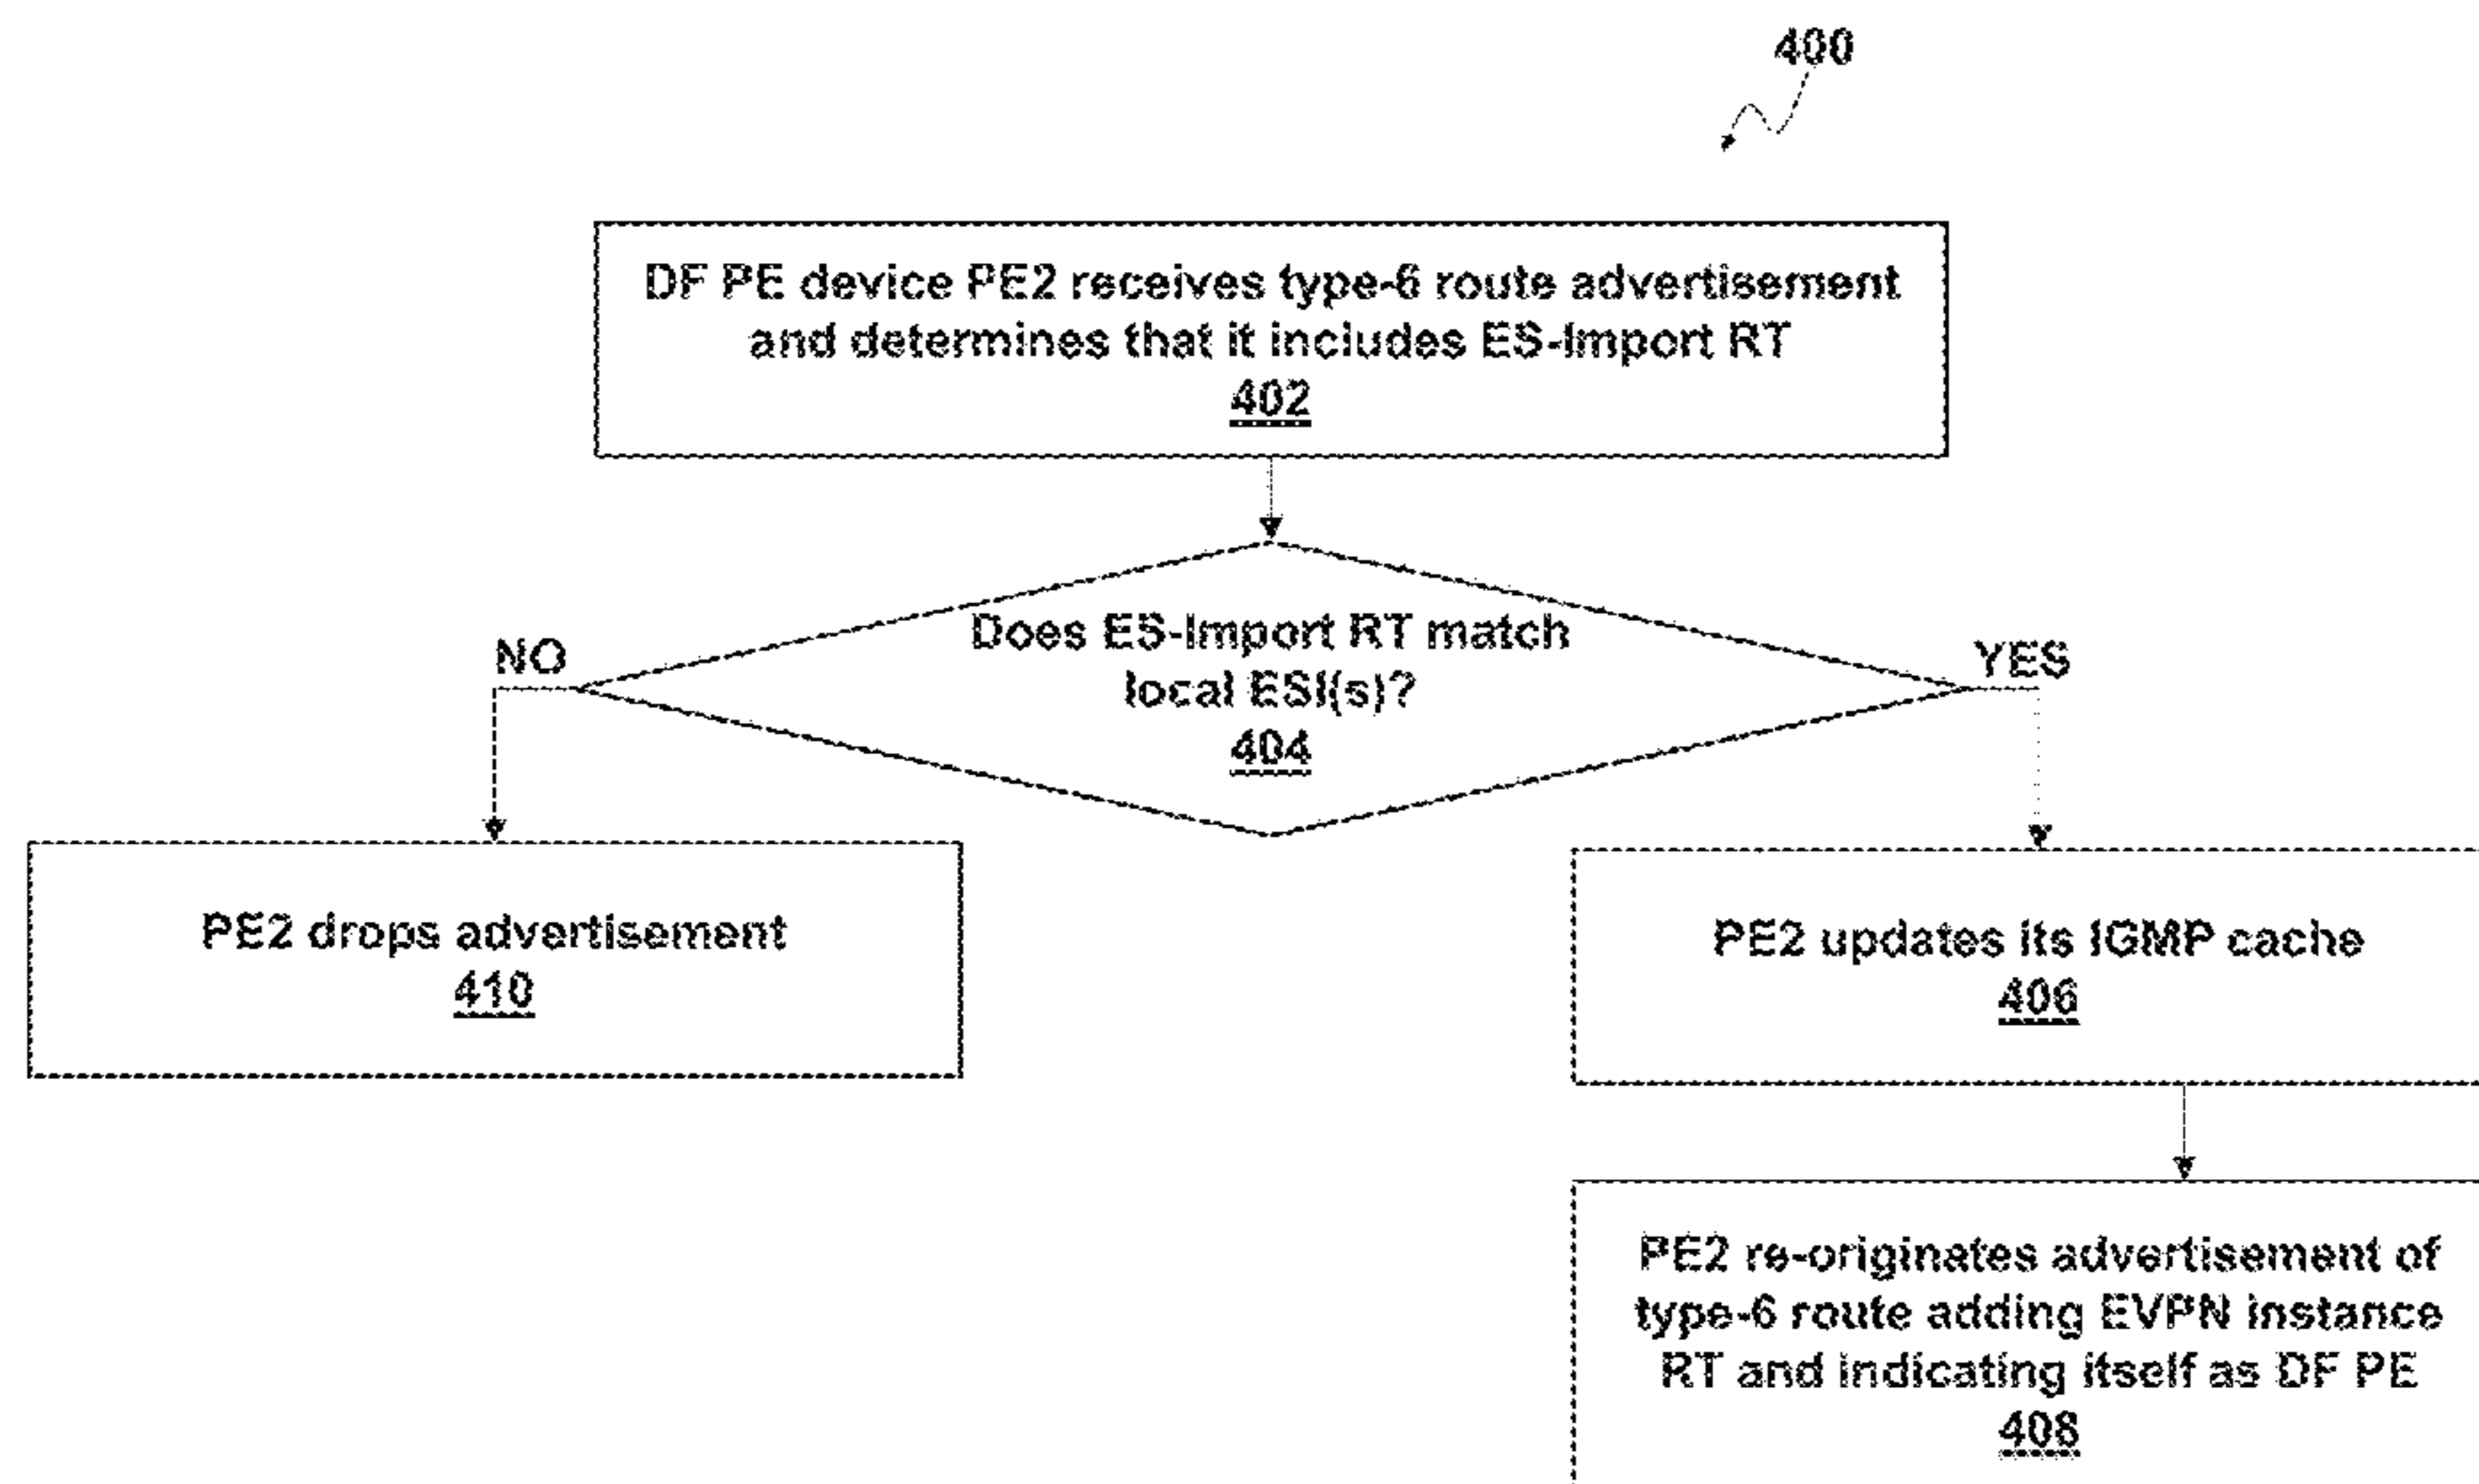 400
DF PE device PE2 receives type-6 route advertisement
and determines that it includes ES-Import RT
402
Does ES-Import RT match
local ESI(s)?
404
NO
YES
PE2 drops advertisement
410
PE2 updates its IGMP cache
406
PE2 re-originates advertisement of
type-6 route adding EVPN instance
RT and indicating itself as DF PE
408